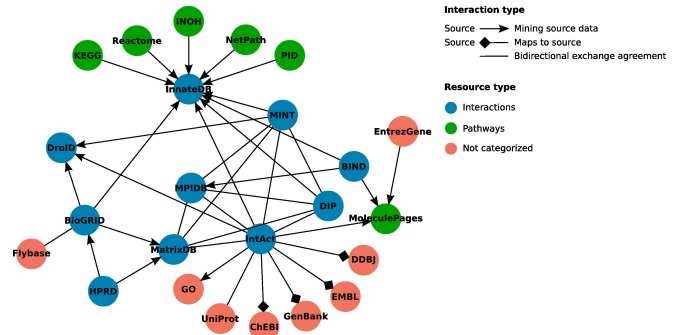 INOH
Reactome
NetPath
KEGG
PID
InnateDB
MINT
EntrezGene
DroID
BIND
MPIDB
DIP
BioGRID
MoleculePages
Flybase
MatrixDB
IntAct
DDBJ
HPRD
GO
EMBL
UniProt
GenBank
ChEBI
Interaction type
Source Mining source data
Source Maps to source
Bidirectional exchange agreement
Resource type
Interactions
Pathways
Not categorized